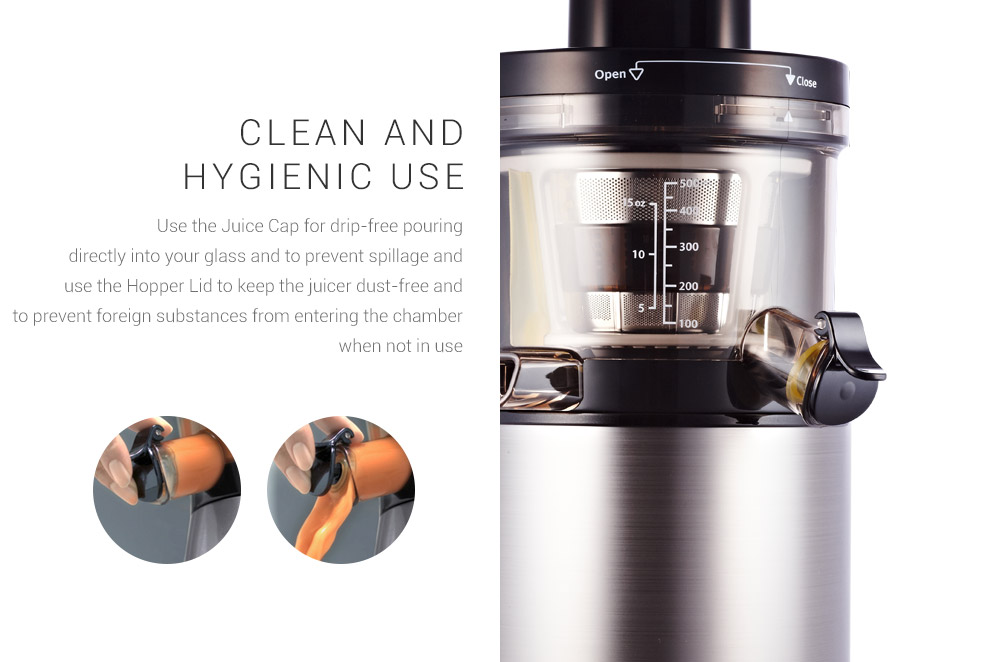 CLEAN AND
HYGIENIC USE
Use the Juice Cap for drip-free pouring
directly into your glass and to prevent spillage and
use the Hopper Lid to keep the juicer dust-free and
to prevent foreign substances from entering the chamber
when not in use
Open Close
500
15 oz
400
300
10
200
5
100